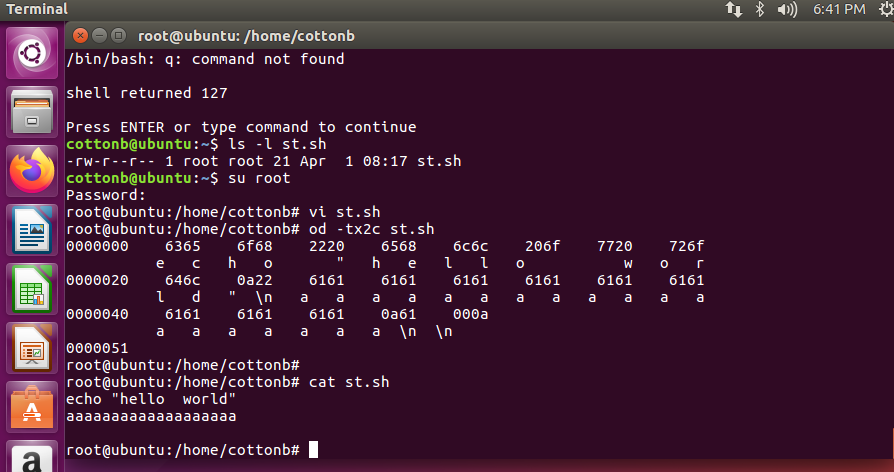 Terminal
6:41 PM
root@ubuntu: /home/cottonb
/bin/bash: q: command not found
shell returned 127
Press ENTER or type command to continue
cottonb@ubuntu:~$ ls -l st.sh
-rw-r--r-- 1 root root 21 Apr  1 08:17 st.sh
cottonb@ubuntu:~$ su root
Password:
root@ubuntu:/home/cottonb# vi st.sh
root@ubuntu:/home/cottonb# od -tx2c st.sh
0000000    6365    6f68    2220    6568    6c6c    206f    7720    726f
          e   c   h   o       "   h   e   l   l   o           w   o   r
0000020    646c    0a22    6161    6161    6161    6161    6161    6161
          l   d   "  \n   a   a   a   a   a   a   a   a   a   a   a   a
0000040    6161    6161    6161    0a61    000a
          a   a   a   a   a   a   a  \n  \n
0000051
root@ubuntu:/home/cottonb#
root@ubuntu:/home/cottonb# cat st.sh
echo "hello  world"
aaaaaaaaaaaaaaaaaaa
root@ubuntu:/home/cottonb#